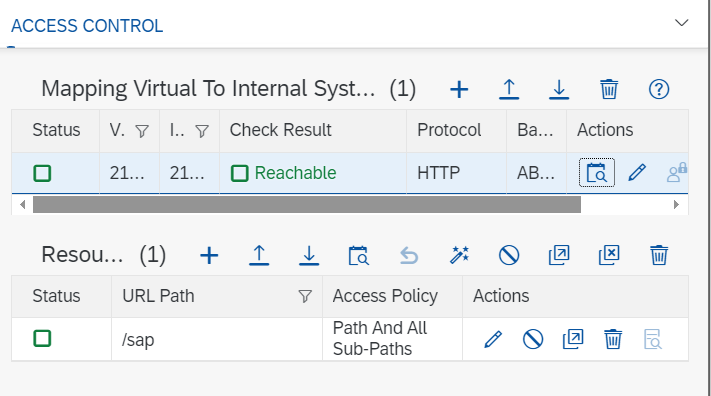 ACCESS CONTROL
Mapping Virtual To Internal Syst... (1)
Status V. I.. Check Result Protocol Ba... Actions
21... 21... Reachable HTTP AB...
Resou... (1)
Status URL Path Access Policy Actions
/sap Path And All
Sub-Paths